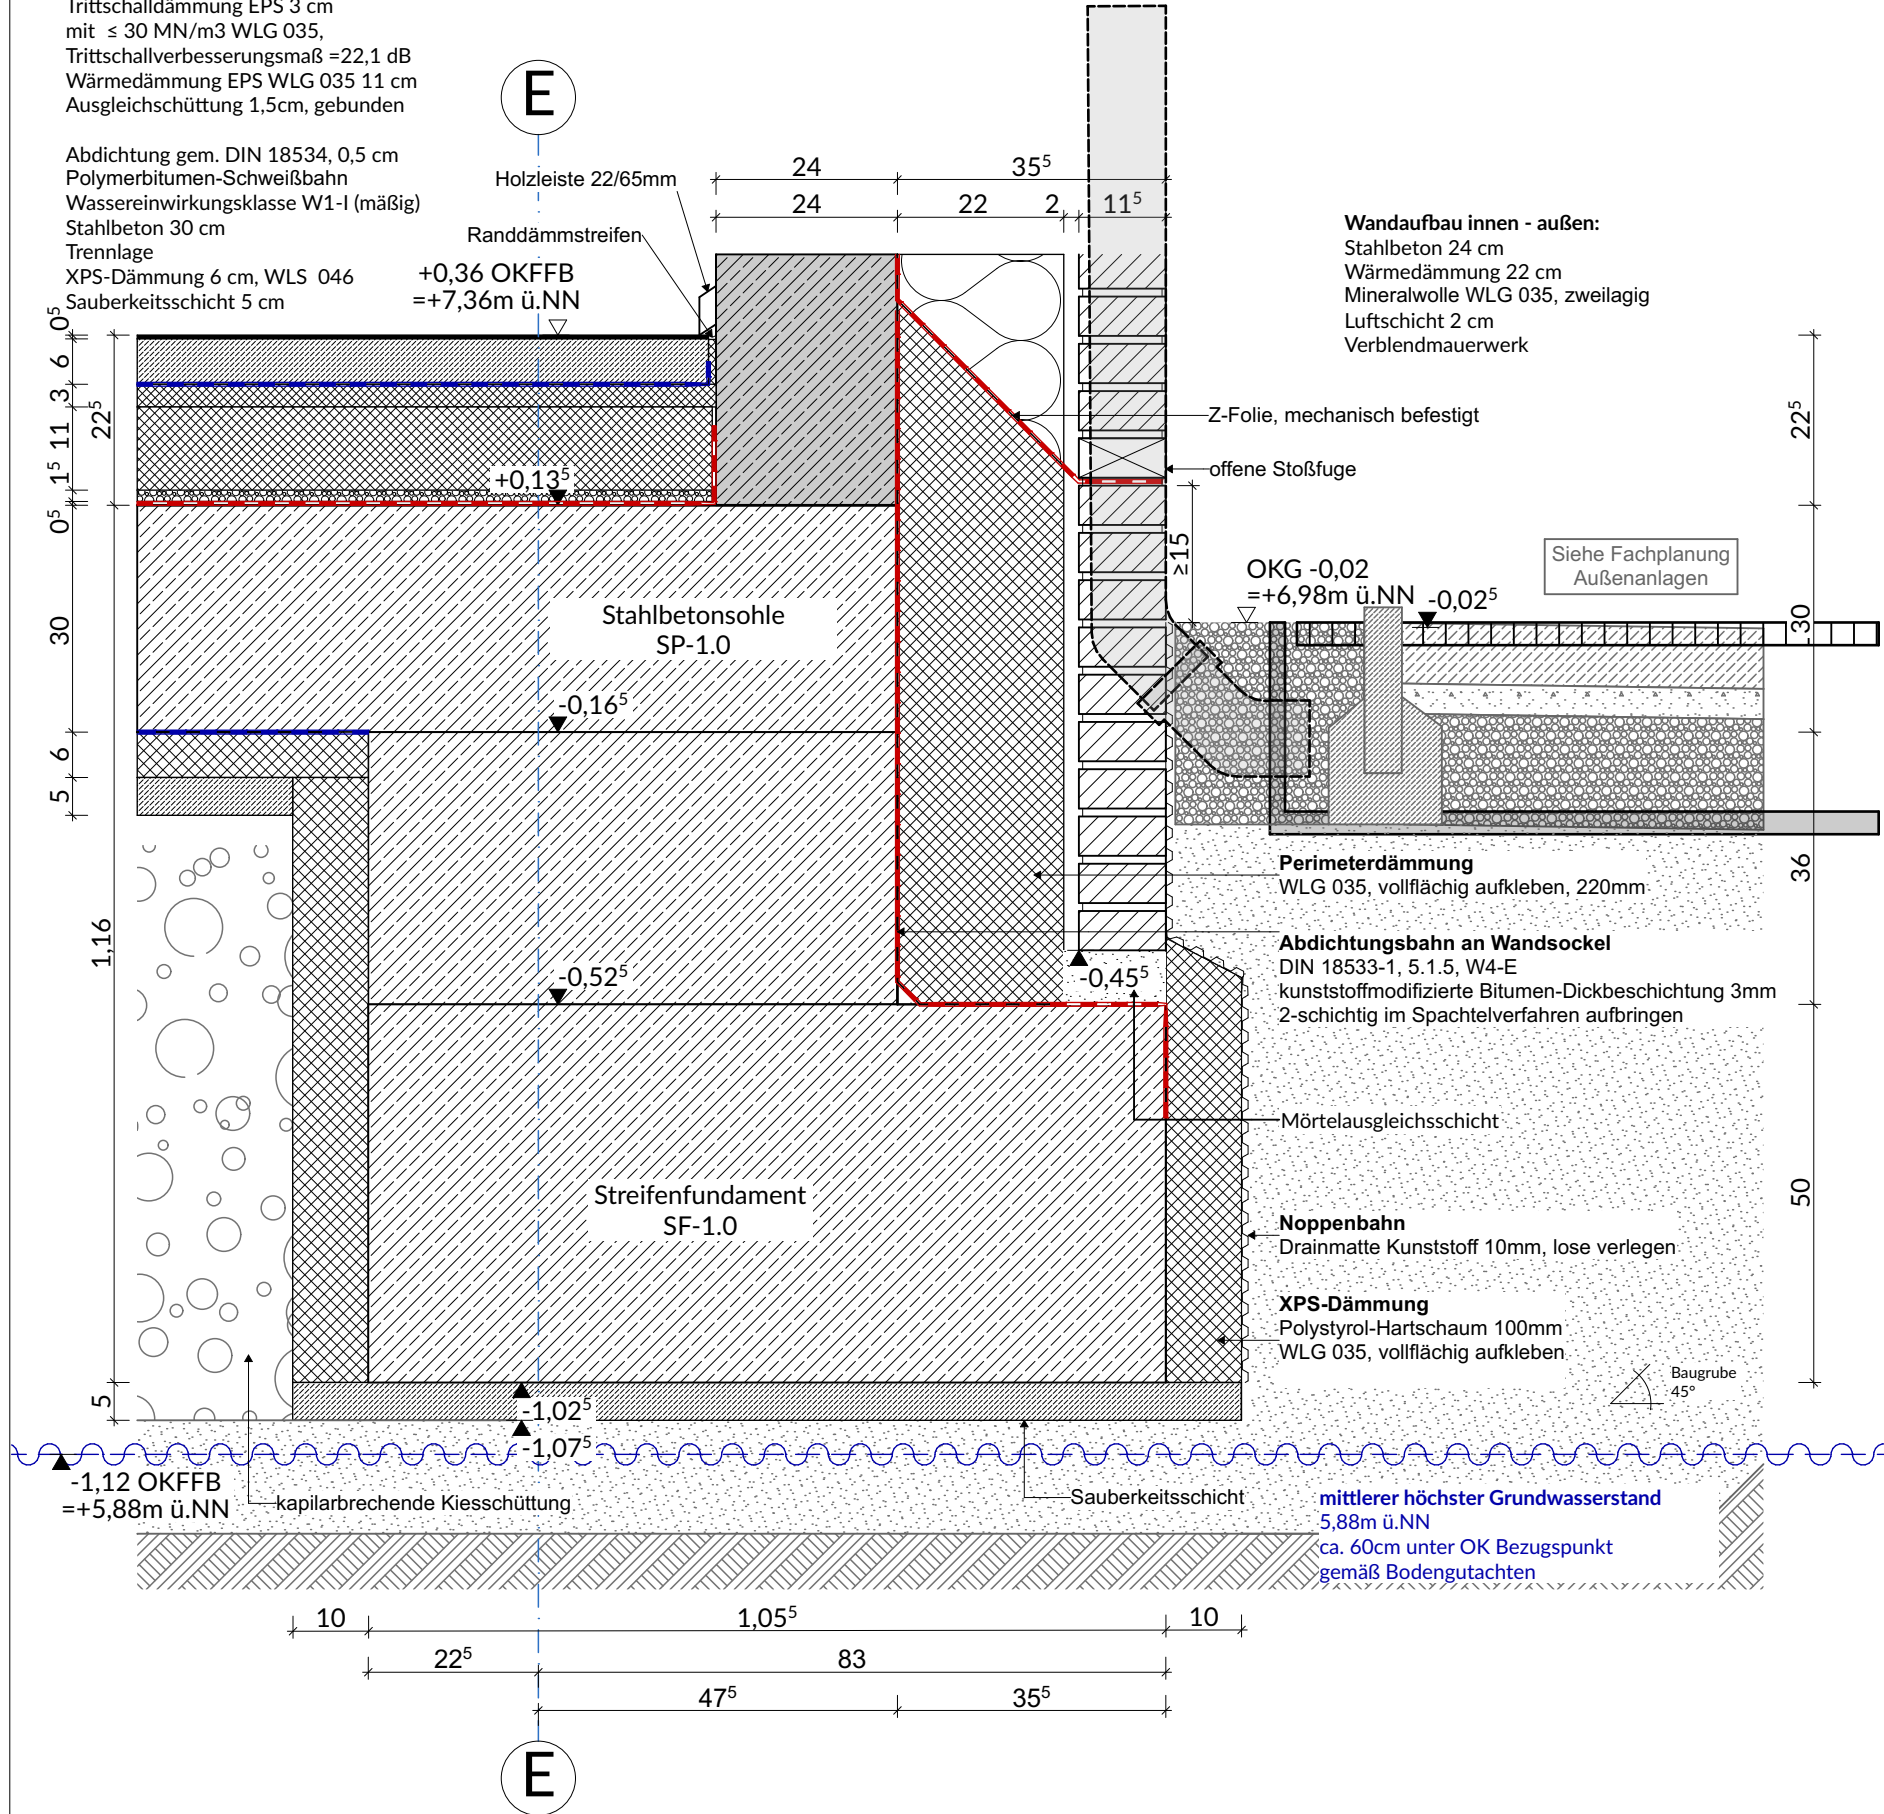 Trittschalldämmung EPS 3 cm
mit ≤ 30 MN/m3 WLG 035,
Trittschallverbesserungsmaß =22,1 dB
Wärmedämmung EPS WLG 035 11 cm
Ausgleichschüttung 1,5cm, gebunden
Abdichtung gem. DIN 18534, 0,5 cm
Polymerbitumen-Schweißbahn
Wassereinwirkungsklasse W1-I (mäßig)
Stahlbeton 30 cm
Trennlage
XPS-Dämmung 6 cm, WLS 046
Sauberkeitsschicht 5 cm
E
Holzleiste 22/65mm
Randdämmstreifen
+0,36 OKFFB
=+7,36m ü.NN
24
35⁵
24
22
2
11⁵
Wandaufbau innen - außen:
Stahlbeton 24 cm
Wärmedämmung 22 cm
Mineralwolle WLG 035, zweilagig
Luftschicht 2 cm
Verblendmauerwerk
0⁵
6
3
11
1⁵
0⁵
30
6
5
22⁵
1,16
5
+0,13⁵
Z-Folie, mechanisch befestigt
offene Stoßfuge
≥15
OKG -0,02
=+6,98m ü.NN
-0,02⁵
Siehe Fachplanung
Außenanlagen
22⁵
30
36
50
Stahlbetonsohle
SP-1.0
-0,16⁵
-0,52⁵
-0,45⁵
Perimeterdämmung
WLG 035, vollflächig aufkleben, 220mm
Abdichtungsbahn an Wandsockel
DIN 18533-1, 5.1.5, W4-E
kunststoffmodifizierte Bitumen-Dickbeschichtung 3mm
2-schichtig im Spachtelverfahren aufbringen
Mörtelausgleichsschicht
Streifenfundament
SF-1.0
Noppenbahn
Drainmatte Kunststoff 10mm, lose verlegen
XPS-Dämmung
Polystyrol-Hartschaum 100mm
WLG 035, vollflächig aufkleben
Baugrube
45°
-1,02⁵
-1,07⁵
-1,12 OKFFB
=+5,88m ü.NN
kapilarbrechende Kiesschüttung
Sauberkeitsschicht
mittlerer höchster Grundwasserstand
5,88m ü.NN
ca. 60cm unter OK Bezugspunkt
gemäß Bodengutachten
10
1,05⁵
10
22⁵
83
47⁵
35⁵
E